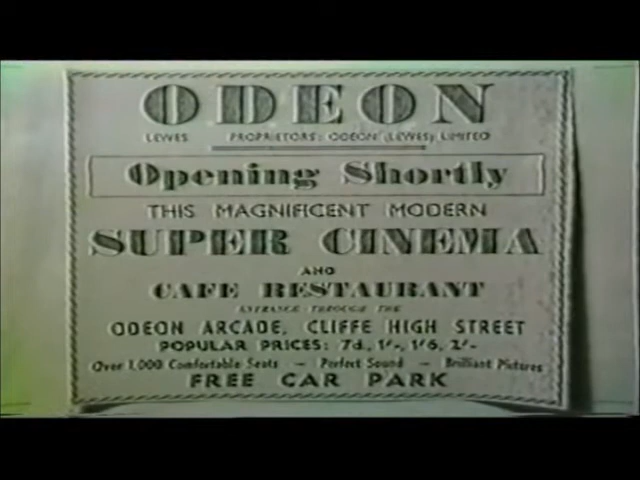 ODEON
LEWES PROPRIETORS: ODEON (LEWES) LIMITED
Opening Shortly
THIS MAGNIFICENT MODERN
SUPER CINEMA
AND
CAFE RESTAURANT
ENTRANCE THROUGH THE
ODEON ARCADE, CLIFFE HIGH STREET
POPULAR PRICES: 7d., 1/-, 1/6, 2/-
Over 1,000 Comfortable Seats — Perfect Sound — Brilliant Pictures
FREE CAR PARK